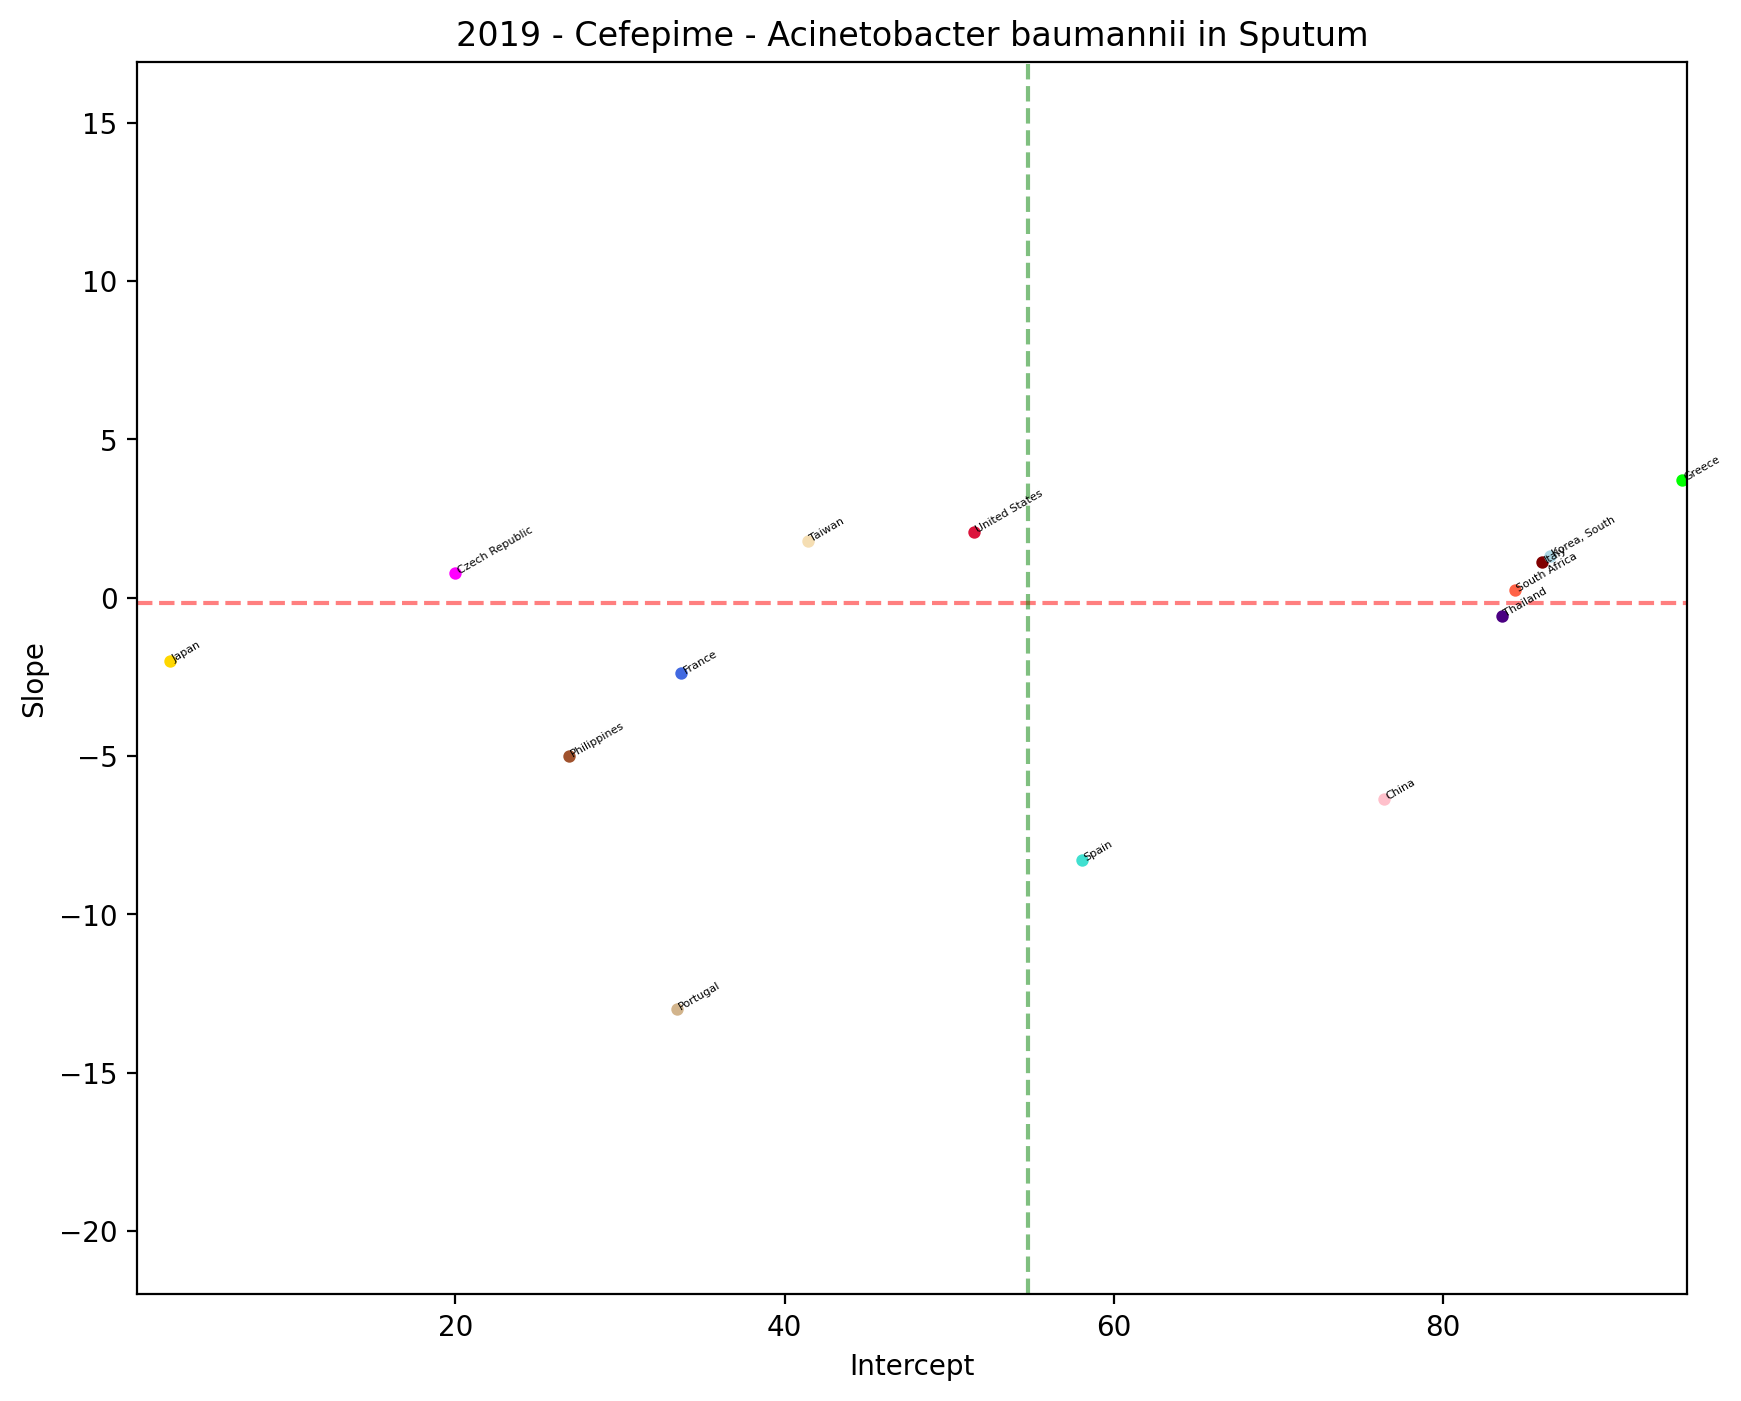 2019 - Cefepime - Acinetobacter baumannii in Sputum
15
10
5
0
−5
−10
−15
−20
Slope
Greece
United States
Taiwan
Korea, South
Italy
Czech Republic
South Africa
Thailand
Japan
France
Philippines
China
Spain
Portugal
20
40
60
80
Intercept